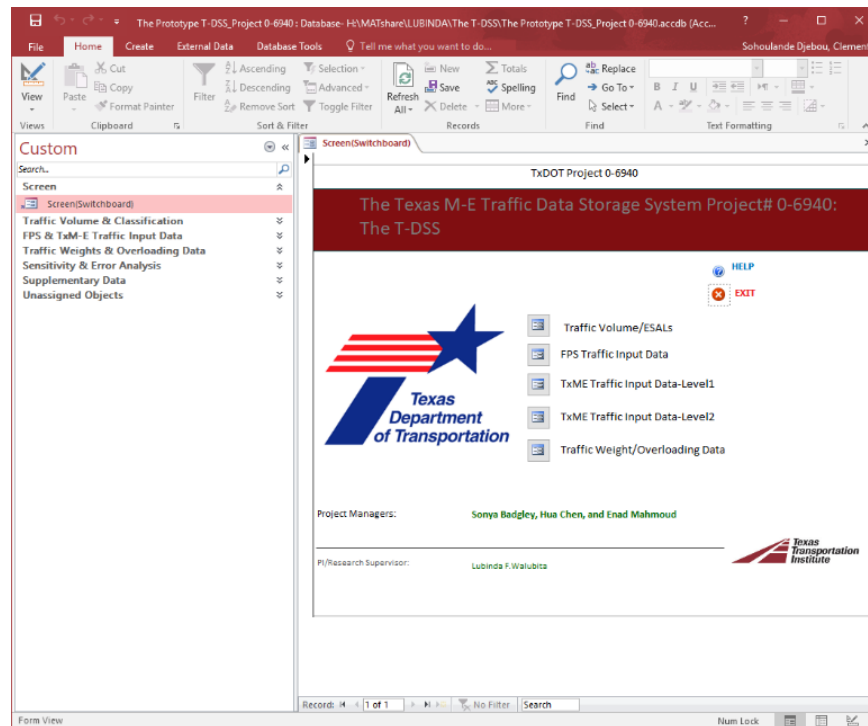 The Prototype T-DSS_Project 0-6940 : Database- H:\MATshare\LUBINDA\The T-DSS\The Prototype T-DSS_Project 0-6940.accdb (Acc...
?
File
Home
Create
External Data
Database Tools
Tell me what you want to do...
Sohoulande Djebou, Clement
View
Paste
Cut
Copy
Format Painter
Filter
Ascending
Descending
Remove Sort
Selection
Advanced
Toggle Filter
Refresh
All
New
Save
Delete
Totals
Spelling
More
Find
Replace
Go To
Select
B I U
A
Views
Clipboard
Sort & Filter
Records
Find
Text Formatting
Custom
Search..
Screen
Screen(Switchboard)
Traffic Volume & Classification
FPS & TxM-E Traffic Input Data
Traffic Weights & Overloading Data
Sensitivity & Error Analysis
Supplementary Data
Unassigned Objects
Screen(Switchboard)
TxDOT Project 0-6940
The Texas M-E Traffic Data Storage System Project# 0-6940:
The T-DSS
HELP
EXIT
Texas
Department
of Transportation
Traffic Volume/ESALs
FPS Traffic Input Data
TxME Traffic Input Data-Level1
TxME Traffic Input Data-Level2
Traffic Weight/Overloading Data
Project Managers:
Sonya Badgley, Hua Chen, and Enad Mahmoud
PI/Research Supervisor:
Lubinda F.Walubita
Texas
Transportation
Institute
Record:
1 of 1
No Filter
Search
Form View
Num Lock